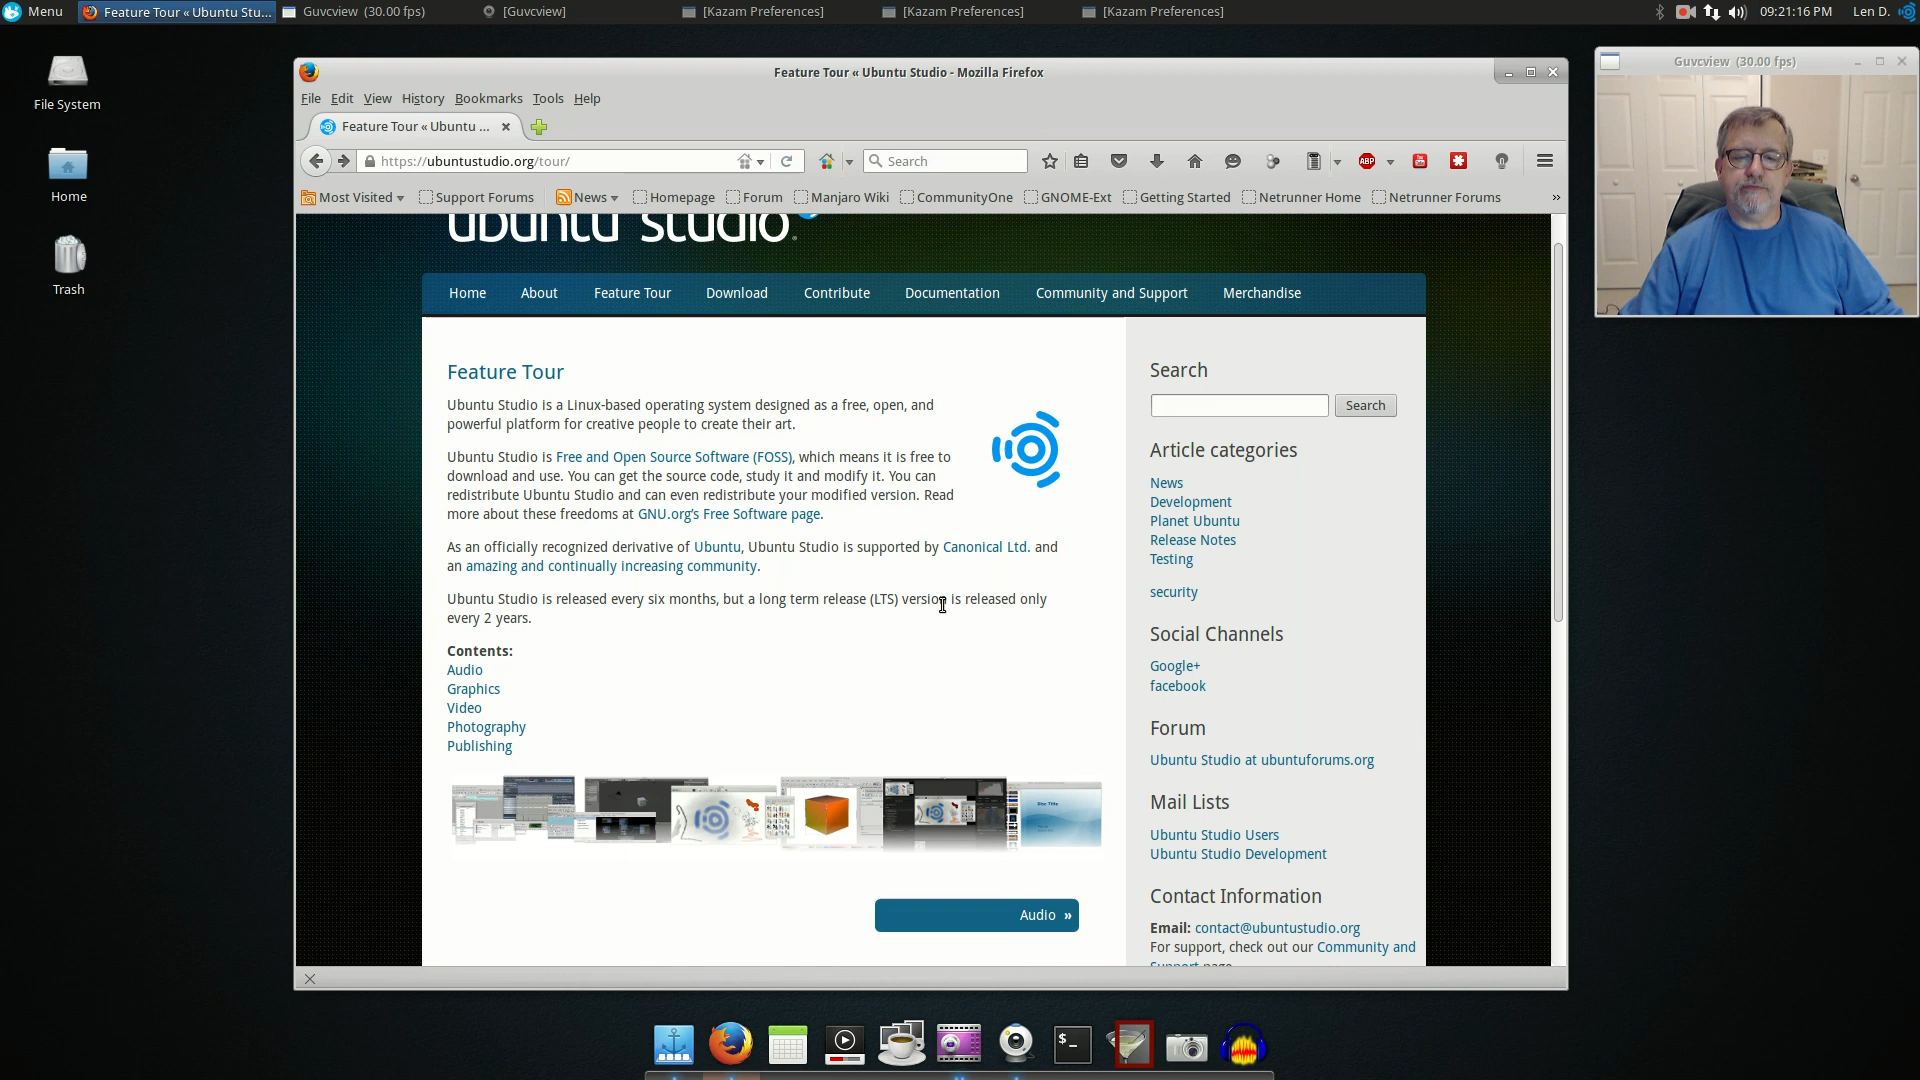 Menu
Feature Tour « Ubuntu Stu...
Guvcview (30.00 fps)
[Guvcview]
[Kazam Preferences]
[Kazam Preferences]
[Kazam Preferences]
09:21:16 PM
Len D.
File System
Home
Trash
Feature Tour « Ubuntu Studio - Mozilla Firefox
File Edit View History Bookmarks Tools Help
Feature Tour « Ubuntu ...
https://ubuntustudio.org/tour/
Search
ABP
Most Visited
Support Forums
News
Homepage
Forum
Manjaro Wiki
CommunityOne
GNOME-Ext
Getting Started
Netrunner Home
Netrunner Forums
»
ubuntu studio
Home About Feature Tour Download Contribute Documentation Community and Support Merchandise
Feature Tour
Ubuntu Studio is a Linux-based operating system designed as a free, open, and
powerful platform for creative people to create their art.
Ubuntu Studio is Free and Open Source Software (FOSS), which means it is free to
download and use. You can get the source code, study it and modify it. You can
redistribute Ubuntu Studio and can even redistribute your modified version. Read
more about these freedoms at GNU.org's Free Software page.
As an officially recognized derivative of Ubuntu, Ubuntu Studio is supported by Canonical Ltd. and
an amazing and continually increasing community.
Ubuntu Studio is released every six months, but a long term release (LTS) version is released only
every 2 years.
Contents:
Audio
Graphics
Video
Photography
Publishing
Audio »
Search
Search
Article categories
News
Development
Planet Ubuntu
Release Notes
Testing
security
Social Channels
Google+
facebook
Forum
Ubuntu Studio at ubuntuforums.org
Mail Lists
Ubuntu Studio Users
Ubuntu Studio Development
Contact Information
Email: contact@ubuntustudio.org
For support, check out our Community and
Support page
Guvcview (30.00 fps)
$_